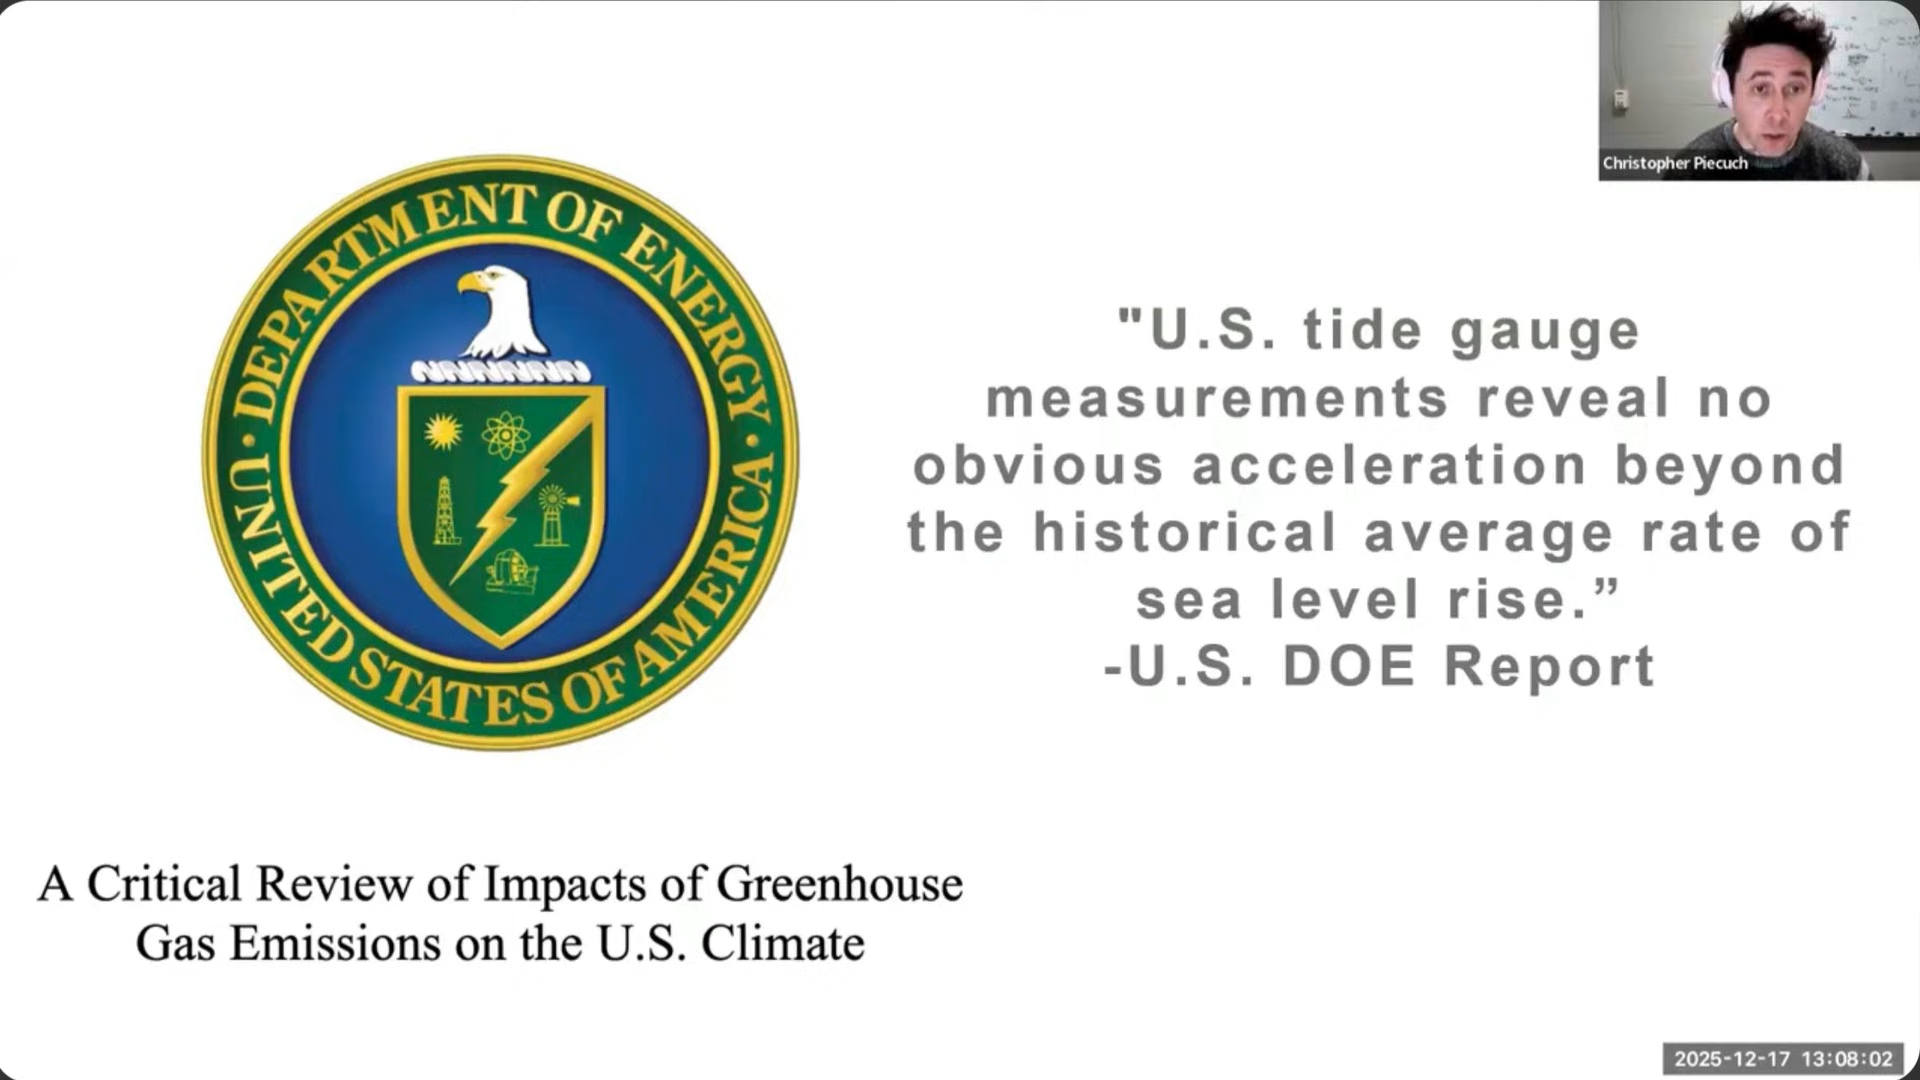 Christopher Piecuch
· DEPARTMENT OF ENERGY ·
UNITED STATES OF AMERICA
"U.S. tide gauge
measurements reveal no
obvious acceleration beyond
the historical average rate of
sea level rise.”
-U.S. DOE Report
A Critical Review of Impacts of Greenhouse
Gas Emissions on the U.S. Climate
2025-12-17 13:08:02